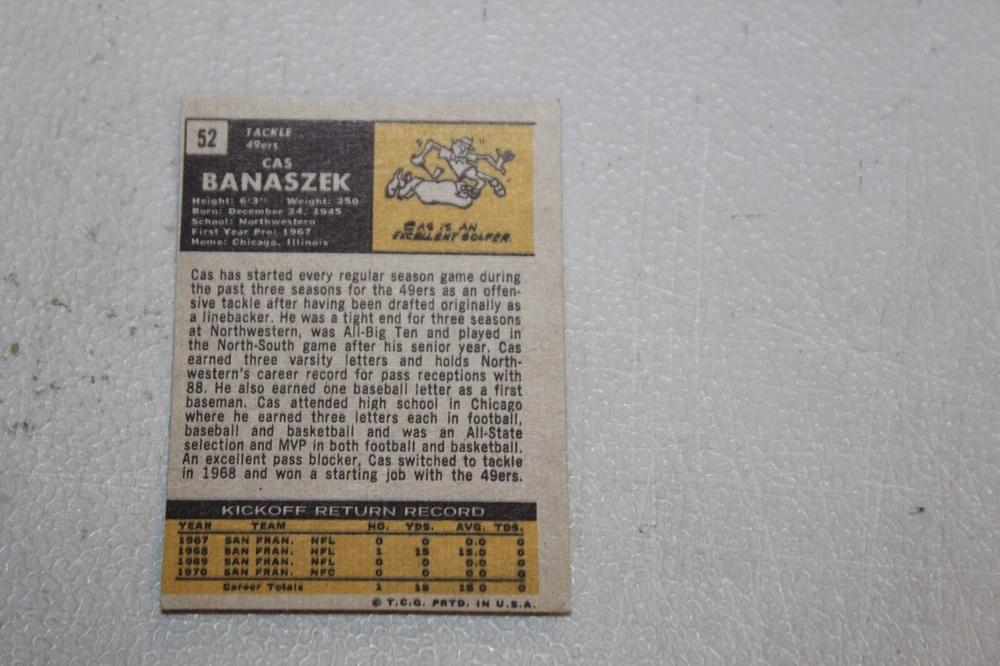 52
TACKLE
49ers
CAS
BANASZEK
Height: 6'3" Weight: 250
Born: December 24, 1945
School: Northwestern
First Year Pro: 1967
Home: Chicago, Illinois
CAS IS AN
EXCELLENT GOLFER.
Cas has started every regular season game during
the past three seasons for the 49ers as an offen-
sive tackle after having been drafted originally as
a linebacker. He was a tight end for three seasons
at Northwestern, was All-Big Ten and played in
the North-South game after his senior year. Cas
earned three varsity letters and holds North-
western's career record for pass receptions with
88. He also earned one baseball letter as a first
baseman. Cas attended high school in Chicago
where he earned three letters each in football,
baseball and basketball and was an All-State
selection and MVP in both football and basketball.
An excellent pass blocker, Cas switched to tackle
in 1968 and won a starting job with the 49ers.
KICKOFF RETURN RECORD
YEAR TEAM NO. YDS. AVG. TDS.
1967 SAN FRAN. NFL 0 0 0.0 0
1968 SAN FRAN. NFL 1 15 15.0 0
1969 SAN FRAN. NFL 0 0 0.0 0
1970 SAN FRAN. NFC 0 0 0.0 0
Career Totals 1 15 15.0 0
© T.C.G. PRTD. IN U.S.A.